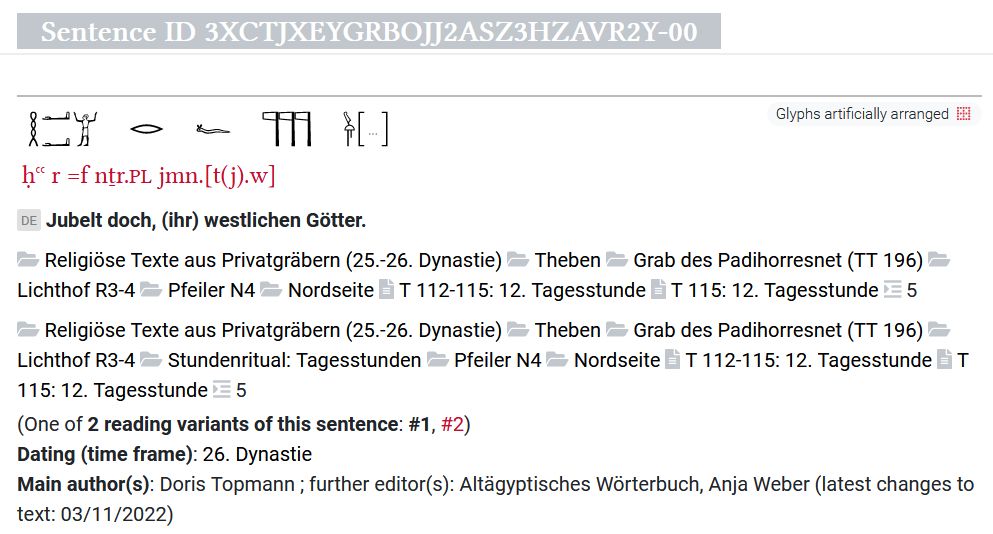 Sentence ID 3XCTJXEYGRBOJJ2ASZ3HZAVR2Y-00
𓎛𓂝𓂝𓀠 𓂋 𓆑 𓊹𓊹𓊹 𓋀[…]
Glyphs artificially arranged
ḥꜥꜥ r =f nṯr.PL jmn.[t(j).w]
DE Jubelt doch, (ihr) westlichen Götter.
Religiöse Texte aus Privatgräbern (25.-26. Dynastie) Theben Grab des Padihorresnet (TT 196)
Lichthof R3-4 Pfeiler N4 Nordseite T 112-115: 12. Tagesstunde T 115: 12. Tagesstunde 5
Religiöse Texte aus Privatgräbern (25.-26. Dynastie) Theben Grab des Padihorresnet (TT 196)
Lichthof R3-4 Stundenritual: Tagesstunden Pfeiler N4 Nordseite T 112-115: 12. Tagesstunde T
115: 12. Tagesstunde 5
(One of 2 reading variants of this sentence: #1, #2)
Dating (time frame): 26. Dynastie
Main author(s): Doris Topmann ; further editor(s): Altägyptisches Wörterbuch, Anja Weber (latest changes to
text: 03/11/2022)